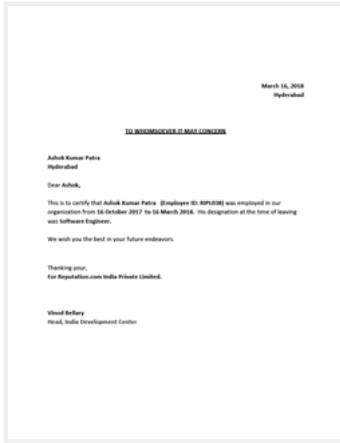 March 16, 2018
Hyderabad
TO WHOMSOEVER IT MAY CONCERN
Ashok Kumar Patra
Hyderabad
Dear Ashok,
This is to certify that Ashok Kumar Patra (Employee ID: RIPL038) was employed in our
organization from 16 October 2017 to 16 March 2018. His designation at the time of leaving
was Software Engineer.
We wish you the best in your future endeavors.
Thanking your,
For Reputation.com India Private Limited.
Vinod Bellary
Head, India Development Center